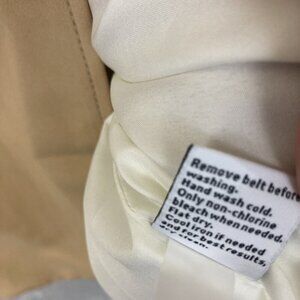 Remove belt before
washing.
Hand wash cold.
Only non-chlorine
bleach when needed.
Flat dry.
Cool iron if needed
and for best results,